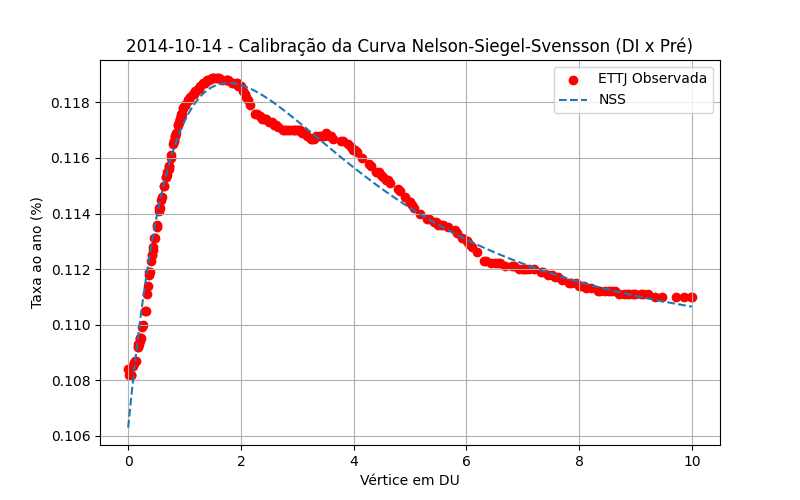 2014-10-14 - Calibração da Curva Nelson-Siegel-Svensson (DI x Pré)
ETTJ Observada
NSS
Taxa ao ano (%)
0.118
0.116
0.114
0.112
0.110
0.108
0.106
0 2 4 6 8 10
Vértice em DU